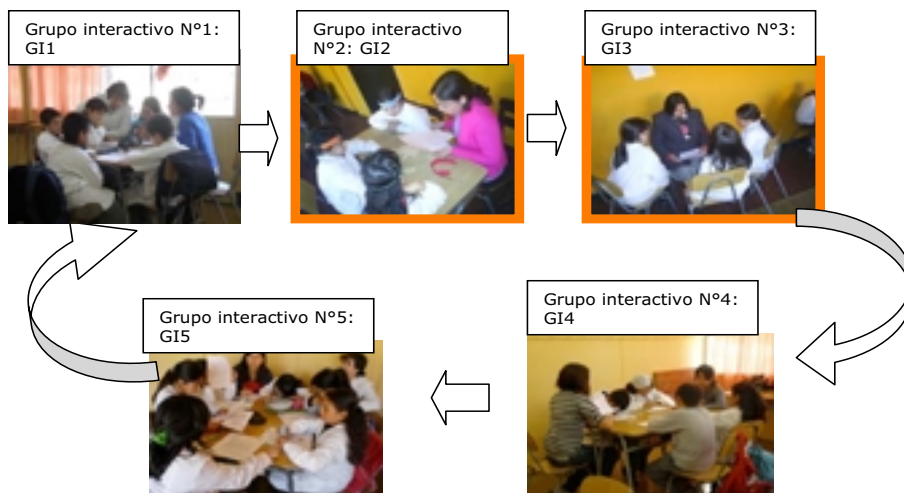 Grupo interactivo N°1:
GI1
Grupo interactivo
N°2: GI2
Grupo interactivo N°3:
GI3
Grupo interactivo N°4:
GI4
Grupo interactivo N°5:
GI5